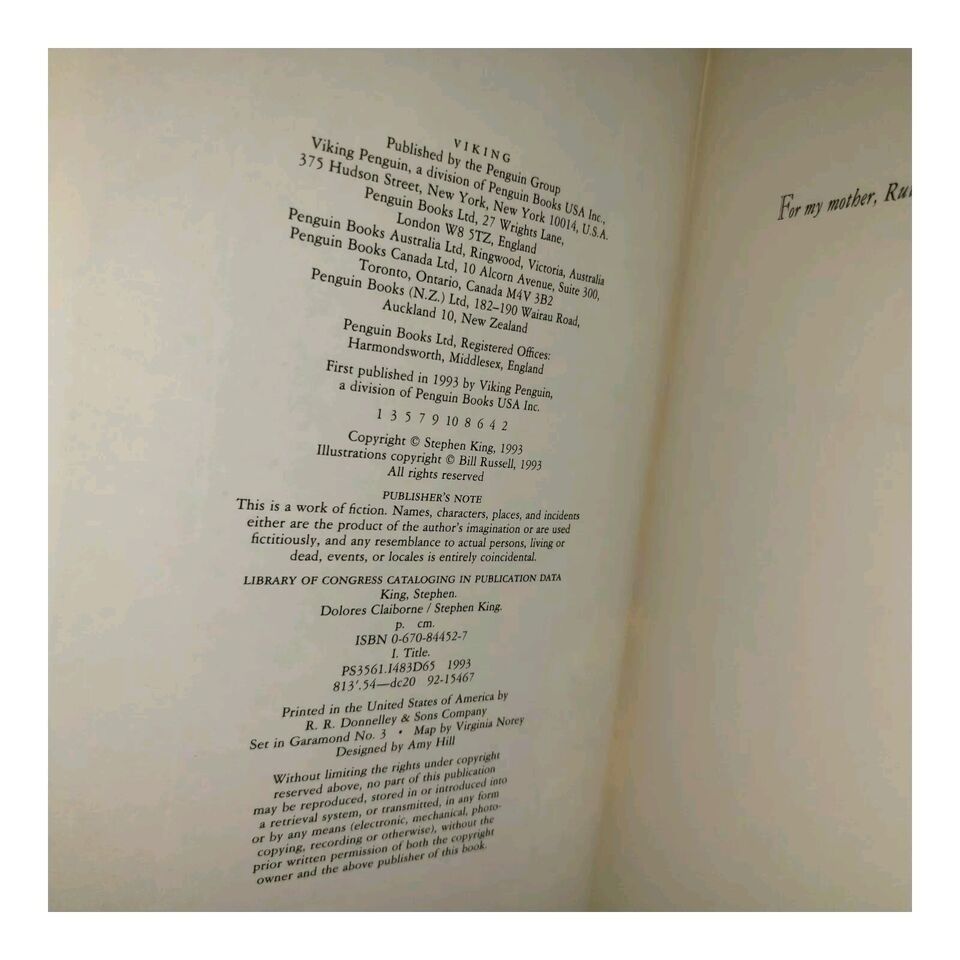 VIKING
Published by the Penguin Group
Viking Penguin, a division of Penguin Books USA Inc.,
375 Hudson Street, New York, New York 10014, U.S.A.
Penguin Books Ltd, 27 Wrights Lane,
London W8 5TZ, England
Penguin Books Australia Ltd, Ringwood, Victoria, Australia
Penguin Books Canada Ltd, 10 Alcorn Avenue, Suite 300,
Toronto, Ontario, Canada M4V 3B2
Penguin Books (N.Z.) Ltd, 182–190 Wairau Road,
Auckland 10, New Zealand
Penguin Books Ltd, Registered Offices:
Harmondsworth, Middlesex, England
First published in 1993 by Viking Penguin,
a division of Penguin Books USA Inc.
1 3 5 7 9 10 8 6 4 2
Copyright © Stephen King, 1993
Illustrations copyright © Bill Russell, 1993
All rights reserved
PUBLISHER'S NOTE
This is a work of fiction. Names, characters, places, and incidents
either are the product of the author's imagination or are used
fictitiously, and any resemblance to actual persons, living or
dead, events, or locales is entirely coincidental.
LIBRARY OF CONGRESS CATALOGING IN PUBLICATION DATA
King, Stephen.
Dolores Claiborne / Stephen King.
p. cm.
ISBN 0-670-84452-7
I. Title.
PS3561.I483D65 1993
813'.54—dc20 92-15467
Printed in the United States of America by
R. R. Donnelley & Sons Company
Set in Garamond No. 3 • Map by Virginia Norey
Designed by Amy Hill
Without limiting the rights under copyright
reserved above, no part of this publication
may be reproduced, stored in or introduced into
a retrieval system, or transmitted, in any form
or by any means (electronic, mechanical, photo-
copying, recording or otherwise), without the
prior written permission of both the copyright
owner and the above publisher of this book.
For my mother,